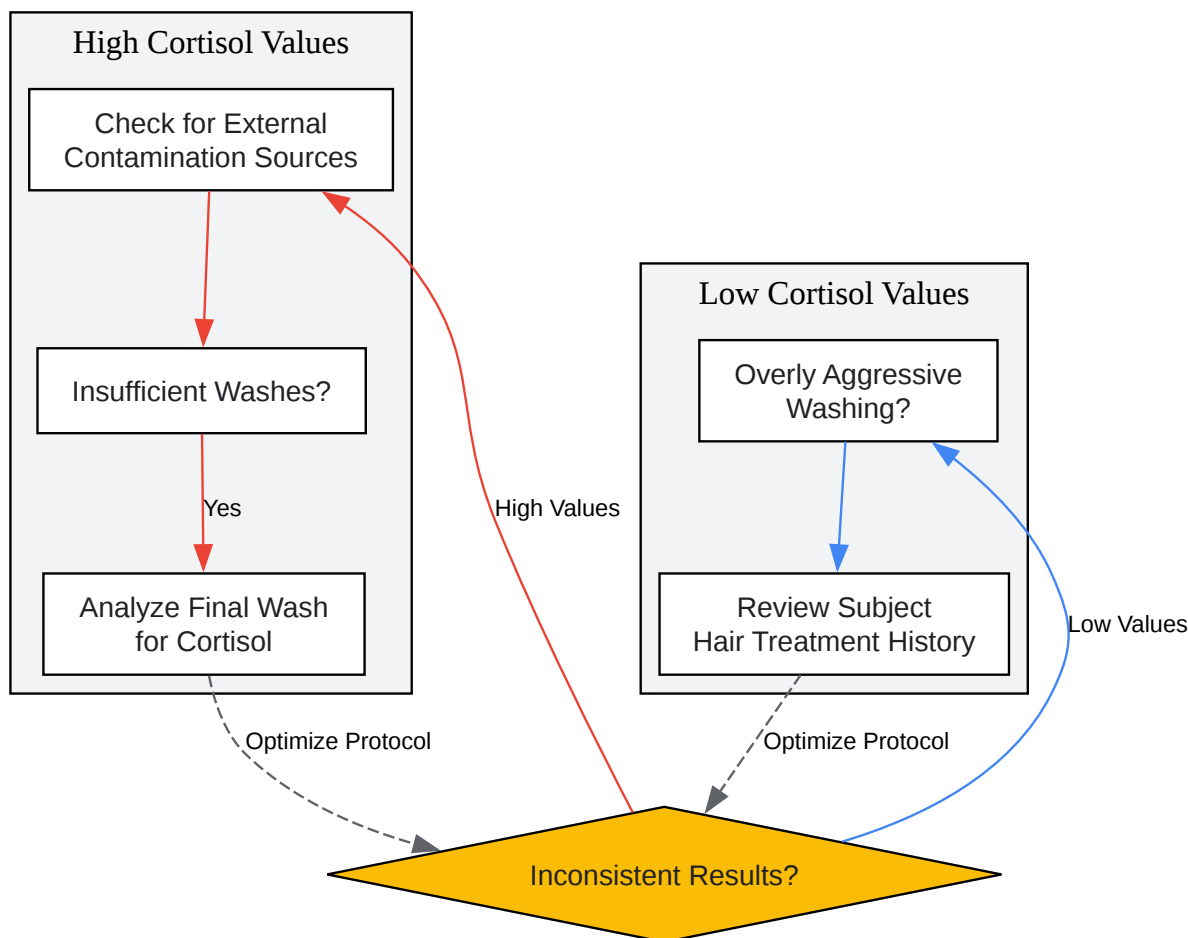 High Cortisol Values
Check for External
Contamination Sources
Insufficient Washes?
Yes
Analyze Final Wash
for Cortisol
Optimize Protocol
High Values
Low Cortisol Values
Overly Aggressive
Washing?
Review Subject
Hair Treatment History
Low Values
Optimize Protocol
Inconsistent Results?